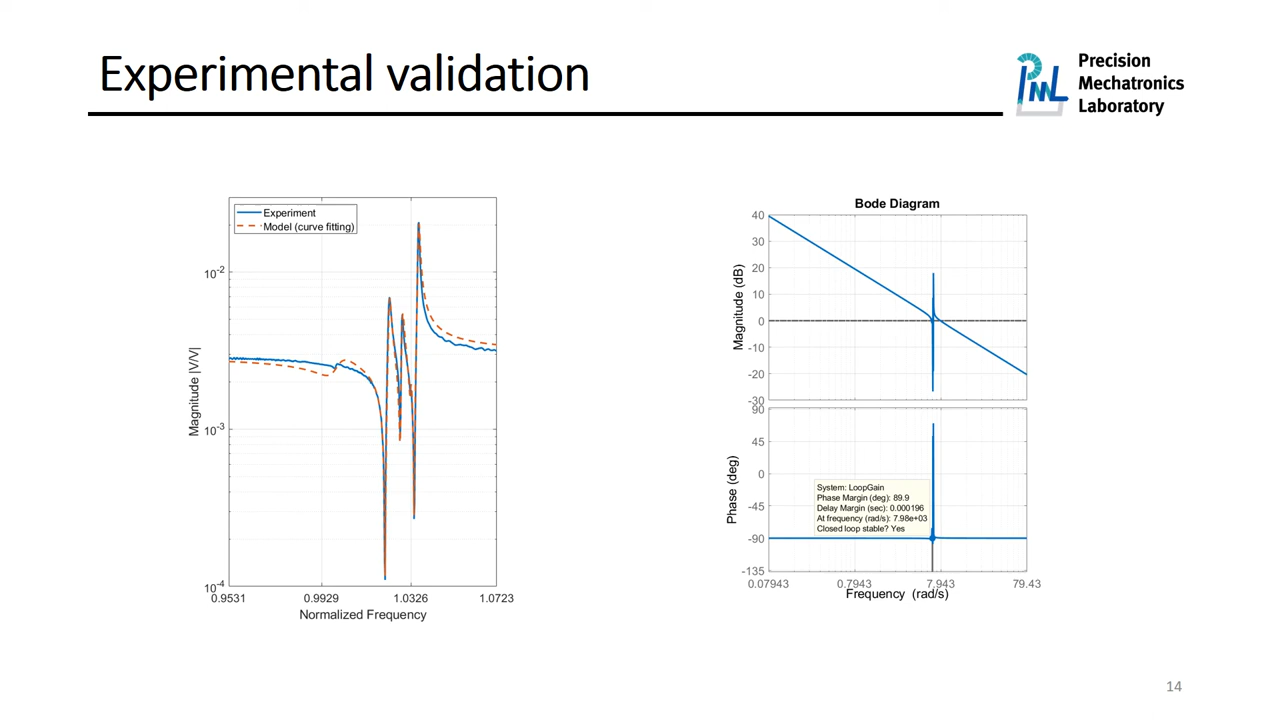 Experimental validation
Precision
Mechatronics
Laboratory
Experiment
Model (curve fitting)
10-2
10-3
10-4
Magnitude |V/V|
0.9531 0.9929 1.0326 1.0723
Normalized Frequency
Bode Diagram
40
30
20
10
0
-10
-20
-30
Magnitude (dB)
90
45
0
-45
-90
-135
Phase (deg)
System: LoopGain
Phase Margin (deg): 89.9
Delay Margin (sec): 0.000196
At frequency (rad/s): 7.98e+03
Closed loop stable? Yes
0.07943 0.7943 7.943 79.43
Frequency (rad/s)
14